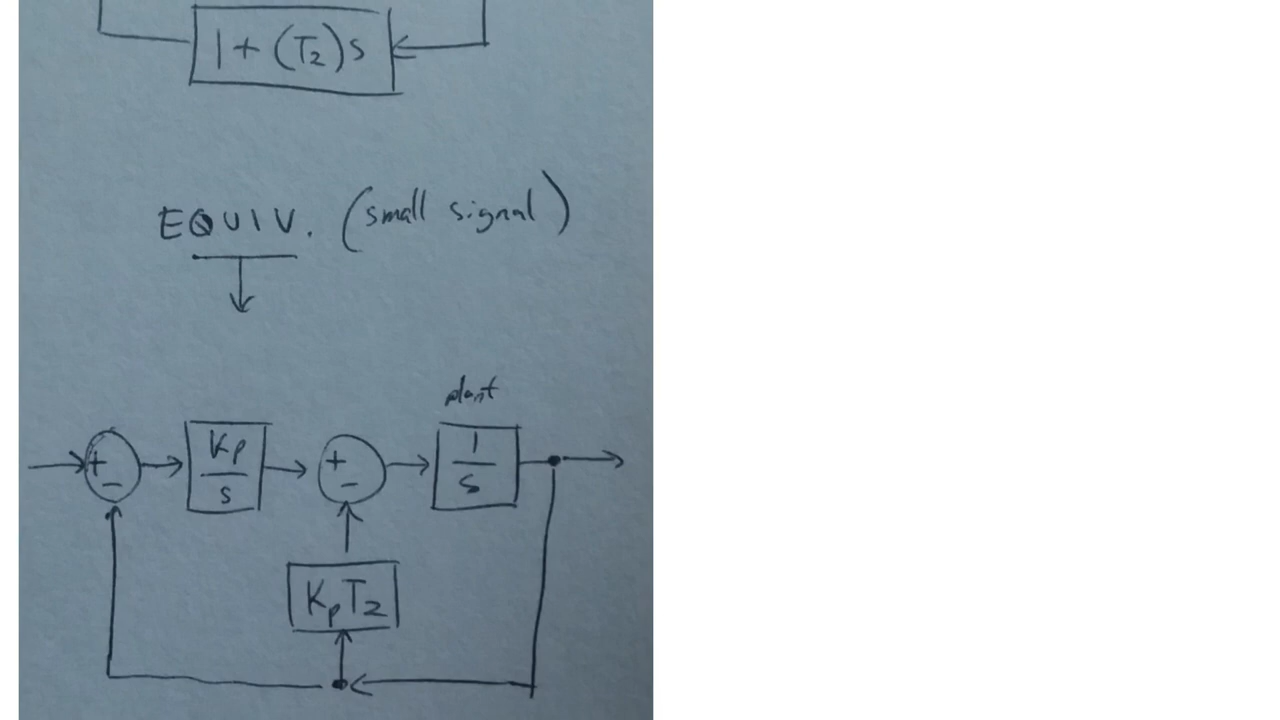 1 + (T2)s
EQUIV. (small signal)
plant
+
−
Kp
s
+
−
1
s
KpT2